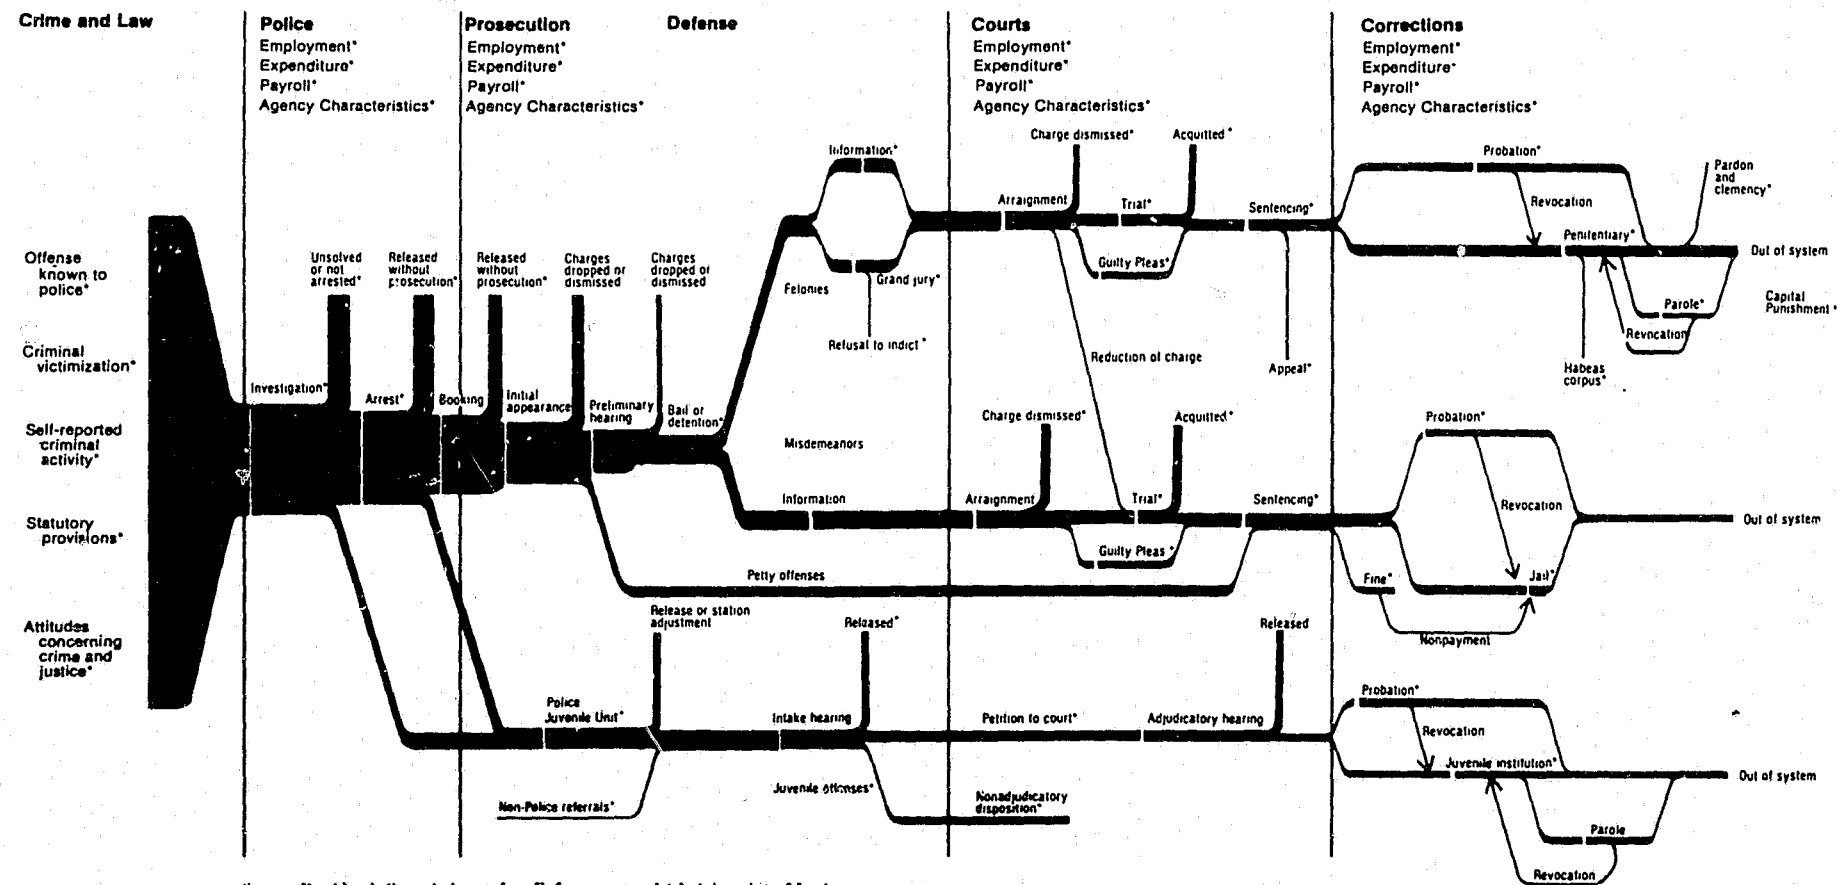 Crime and Law
Police
Employment*
Expenditure*
Payroll*
Agency Characteristics*
Prosecution
Employment*
Expenditure*
Payroll*
Agency Characteristics*
Defense
Courts
Employment*
Expenditure*
Payroll*
Agency Characteristics*
Corrections
Employment*
Expenditure*
Payroll*
Agency Characteristics*
Offense
known to
police*
Criminal
victimization*
Self-reported
criminal
activity*
Statutory
provisions*
Attitudes
concerning
crime and
justice*
Investigation*
Unsolved
or not
arrested*
Arrest*
Released
without
prosecution*
Booking
Released
without
prosecution*
Initial
appearance
Charges
dropped or
dismissed
Preliminary
hearing
Charges
dropped or
dismissed
Bail or
detention*
Felonies
Misdemeanors
Information*
Grand jury*
Refusal to indict*
Arraignment
Charge dismissed*
Trial*
Acquitted*
Guilty Pleas*
Sentencing*
Appeal*
Reduction of charge
Probation*
Revocation
Penitentiary*
Pardon
and
clemency*
Out of system
Capital
Punishment*
Parole*
Revocation
Habeas
corpus*
Information
Arraignment
Charge dismissed*
Trial*
Acquitted*
Guilty Pleas*
Sentencing*
Petty offenses
Probation*
Revocation
Jail*
Fine*
Nonpayment
Out of system
Release or station
adjustment
Police
Juvenile Unit*
Non-Police referrals*
Intake hearing
Released*
Juvenile offenses*
Nonadjudicatory
disposition*
Petition to court*
Adjudicatory hearing
Released
Probation*
Revocation
Juvenile institution*
Out of system
Parole
Revocation